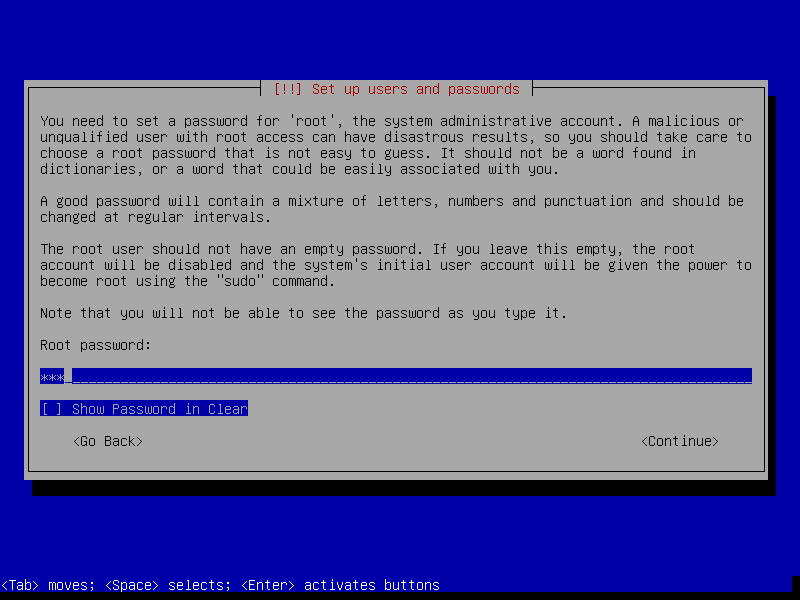 [!!] Set up users and passwords
You need to set a password for 'root', the system administrative account. A malicious or
unqualified user with root access can have disastrous results, so you should take care to
choose a root password that is not easy to guess. It should not be a word found in
dictionaries, or a word that could be easily associated with you.
A good password will contain a mixture of letters, numbers and punctuation and should be
changed at regular intervals.
The root user should not have an empty password. If you leave this empty, the root
account will be disabled and the system's initial user account will be given the power to
become root using the "sudo" command.
Note that you will not be able to see the password as you type it.
Root password:
***
[ ] Show Password in Clear
<Go Back> <Continue>
<Tab> moves; <Space> selects; <Enter> activates buttons